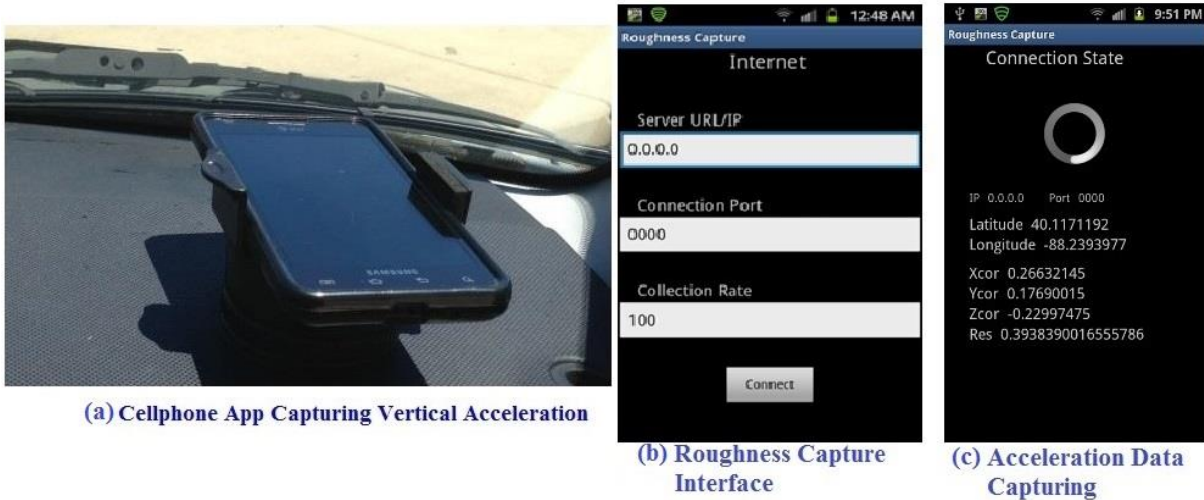 SAMSUNG
(a) Cellphone App Capturing Vertical Acceleration
12:48 AM
Roughness Capture
Internet
Server URL/IP
0.0.0.0
Connection Port
0000
Collection Rate
100
Connect
(b) Roughness Capture
Interface
9:51 PM
Roughness Capture
Connection State
IP 0.0.0.0 Port 0000
Latitude 40.1171192
Longitude -88.2393977
Xcor 0.26632145
Ycor 0.17690015
Zcor -0.22997475
Res 0.3938390016555786
(c) Acceleration Data
Capturing